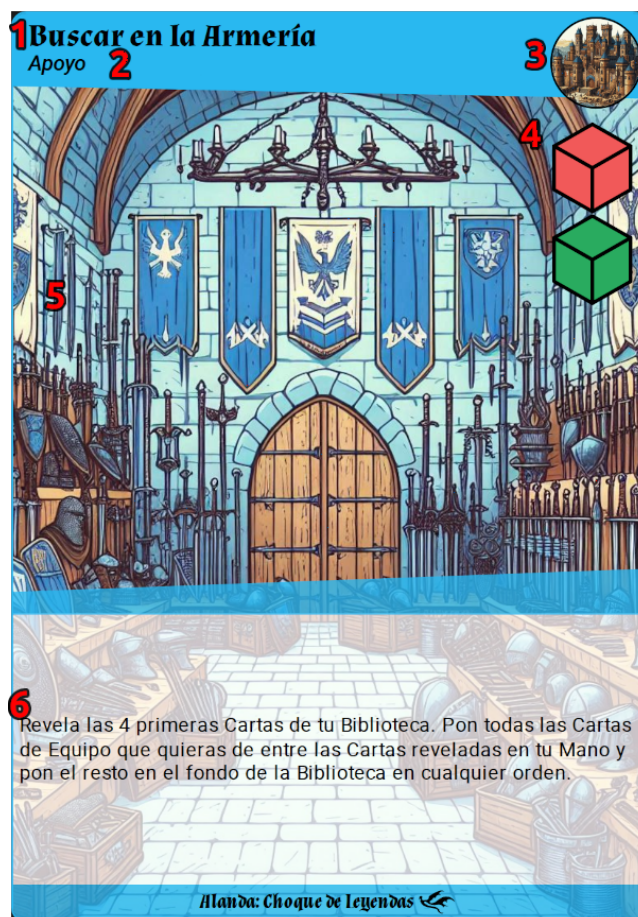 1 Buscar en la Armería
Apoyo 2
3
4
5
6
Revela las 4 primeras Cartas de tu Biblioteca. Pon todas las Cartas
de Equipo que quieras de entre las Cartas reveladas en tu Mano y
pon el resto en el fondo de la Biblioteca en cualquier orden.
Alanda: Choque de Leyendas